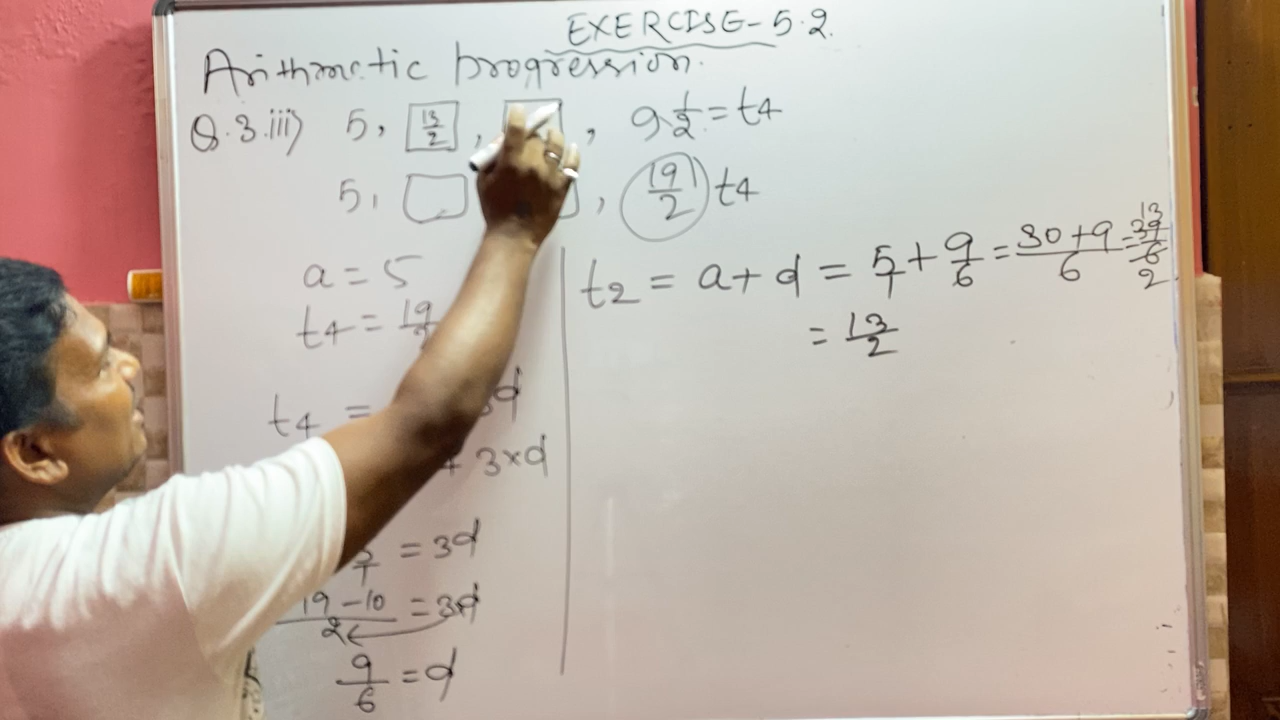 EXERCISE-5.2.
Arithmetic progression.
Q.3.iii) 5, 13/2, , 9 1/2 = t4
5, , 19/2 t4
a = 5
t4 = 19
t4 = 3d
+ 3×d
= 3d
19-10/2 = 3d
9/6 = d
t2 = a+d = 5/1 + 9/6 = 30+9/6 = 39/6 13 2
= 13/2